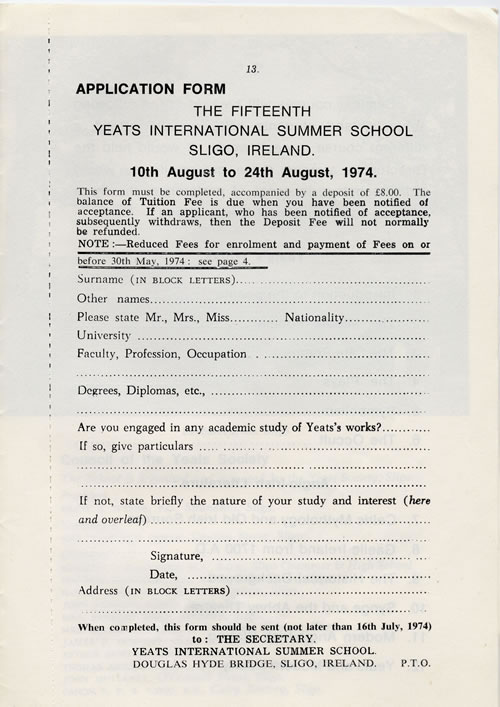 13.
APPLICATION FORM
THE FIFTEENTH
YEATS INTERNATIONAL SUMMER SCHOOL
SLIGO, IRELAND.
10th August to 24th August, 1974.
This form must be completed, accompanied by a deposit of £8.00. The
balance of Tuition Fee is due when you have been notified of
acceptance. If an applicant, who has been notified of acceptance,
subsequently withdraws, then the Deposit Fee will not normally
be refunded.
NOTE :—Reduced Fees for enrolment and payment of Fees on or
before 30th May, 1974 : see page 4.
Surname (IN BLOCK LETTERS)
Other names
Please state Mr., Mrs., Miss............ Nationality
University
Faculty, Profession, Occupation
Degrees, Diplomas, etc.,
Are you engaged in any academic study of Yeats's works?
If so, give particulars
If not, state briefly the nature of your study and interest (here
and overleaf)
Signature,
Date,
Address (IN BLOCK LETTERS)
When completed, this form should be sent (not later than 16th July, 1974)
to : THE SECRETARY.
YEATS INTERNATIONAL SUMMER SCHOOL.
DOUGLAS HYDE BRIDGE, SLIGO, IRELAND. P.T.O.